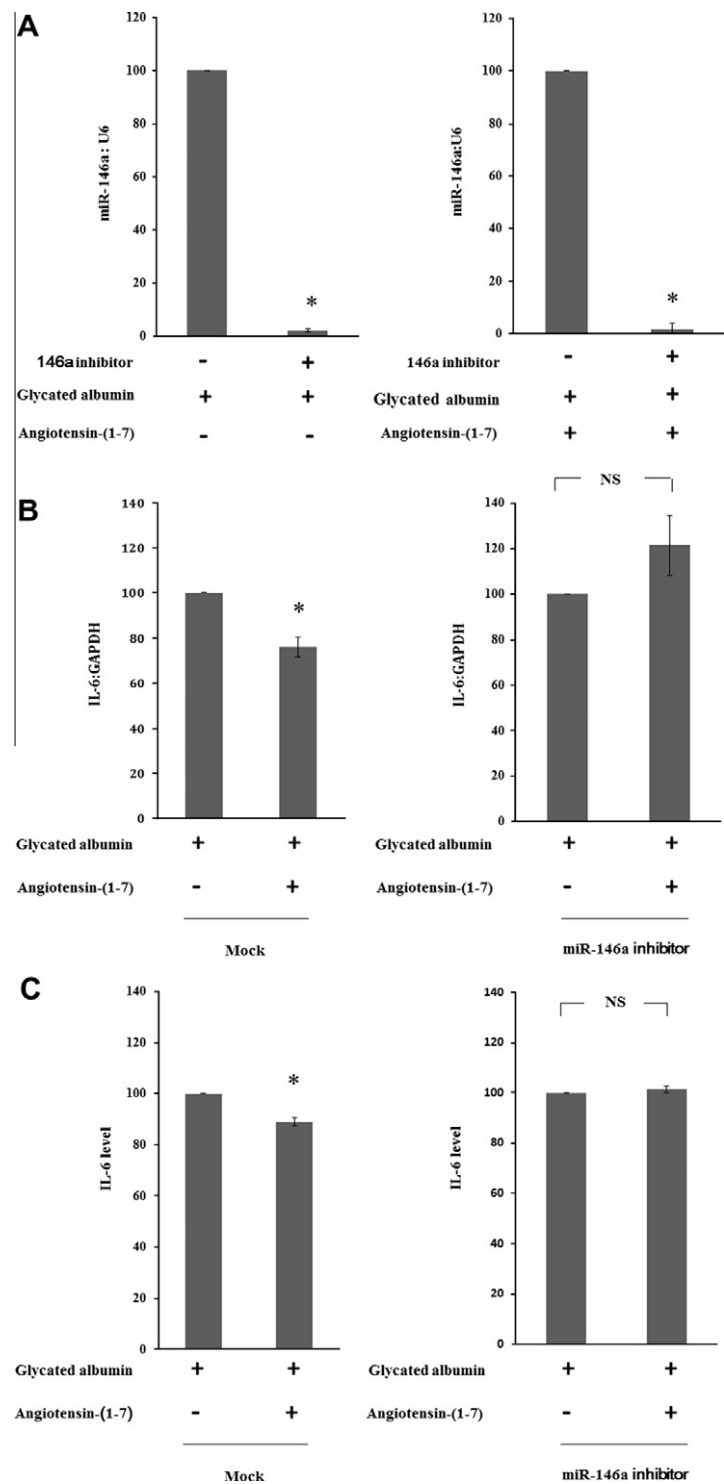 A
140
120
100
80
60
40
20
0
miR-146a: U6
*
146a inhibitor - +
Glycated albumin + +
Angiotensin-(1-7) - -
140
120
100
80
60
40
20
0
miR-146a:U6
*
146a inhibitor - +
Glycated albumin + +
Angiotensin-(1-7) + +
B
140
120
100
80
60
40
20
0
IL-6:GAPDH
*
Glycated albumin + +
Angiotensin-(1-7) - +
Mock
NS
140
120
100
80
60
40
20
0
IL-6:GAPDH
Glycated albumin + +
Angiotensin-(1-7) - +
miR-146a inhibitor
C
140
120
100
80
60
40
20
0
IL-6 level
*
Glycated albumin + +
Angiotensin-(1-7) - +
Mock
NS
140
120
100
80
60
40
20
0
IL-6 level
Glycated albumin + +
Angiotensin-(1-7) - +
miR-146a inhibitor